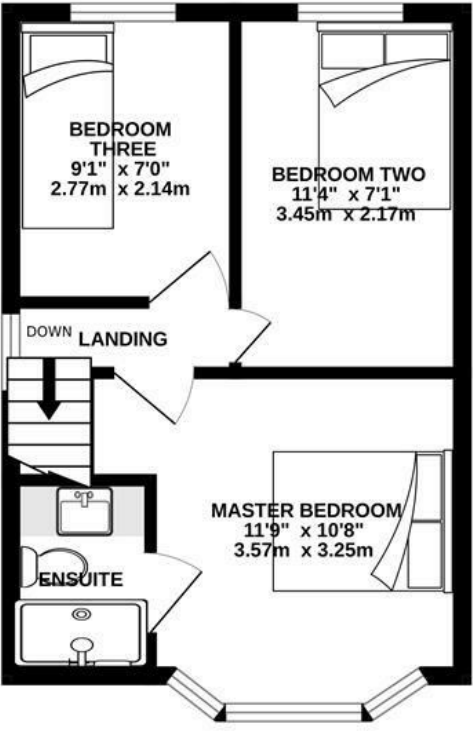 BEDROOM
THREE
9'1" x 7'0"
2.77m x 2.14m
BEDROOM TWO
11'4" x 7'1"
3.45m x 2.17m
DOWN
LANDING
MASTER BEDROOM
11'9" x 10'8"
3.57m x 3.25m
ENSUITE